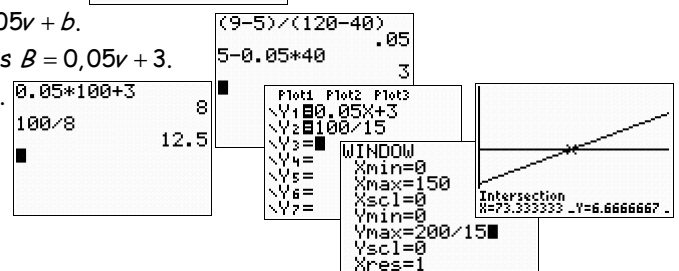 05v + b.
s B = 0,05v + 3.
.
0.05*100+3
8
100/8
12.5
(9-5)/(120-40)
.05
5-0.05*40
3
Plot1 Plot2 Plot3
\Y1=0.05X+3
\Y2=100/15
\Y3=
\Y4=
\Y5=
\Y6=
\Y7=
WINDOW
Xmin=0
Xmax=150
Xscl=0
Ymin=0
Ymax=200/15
Yscl=0
Xres=1
Intersection
X=73.333333 _Y=6.6666667 _